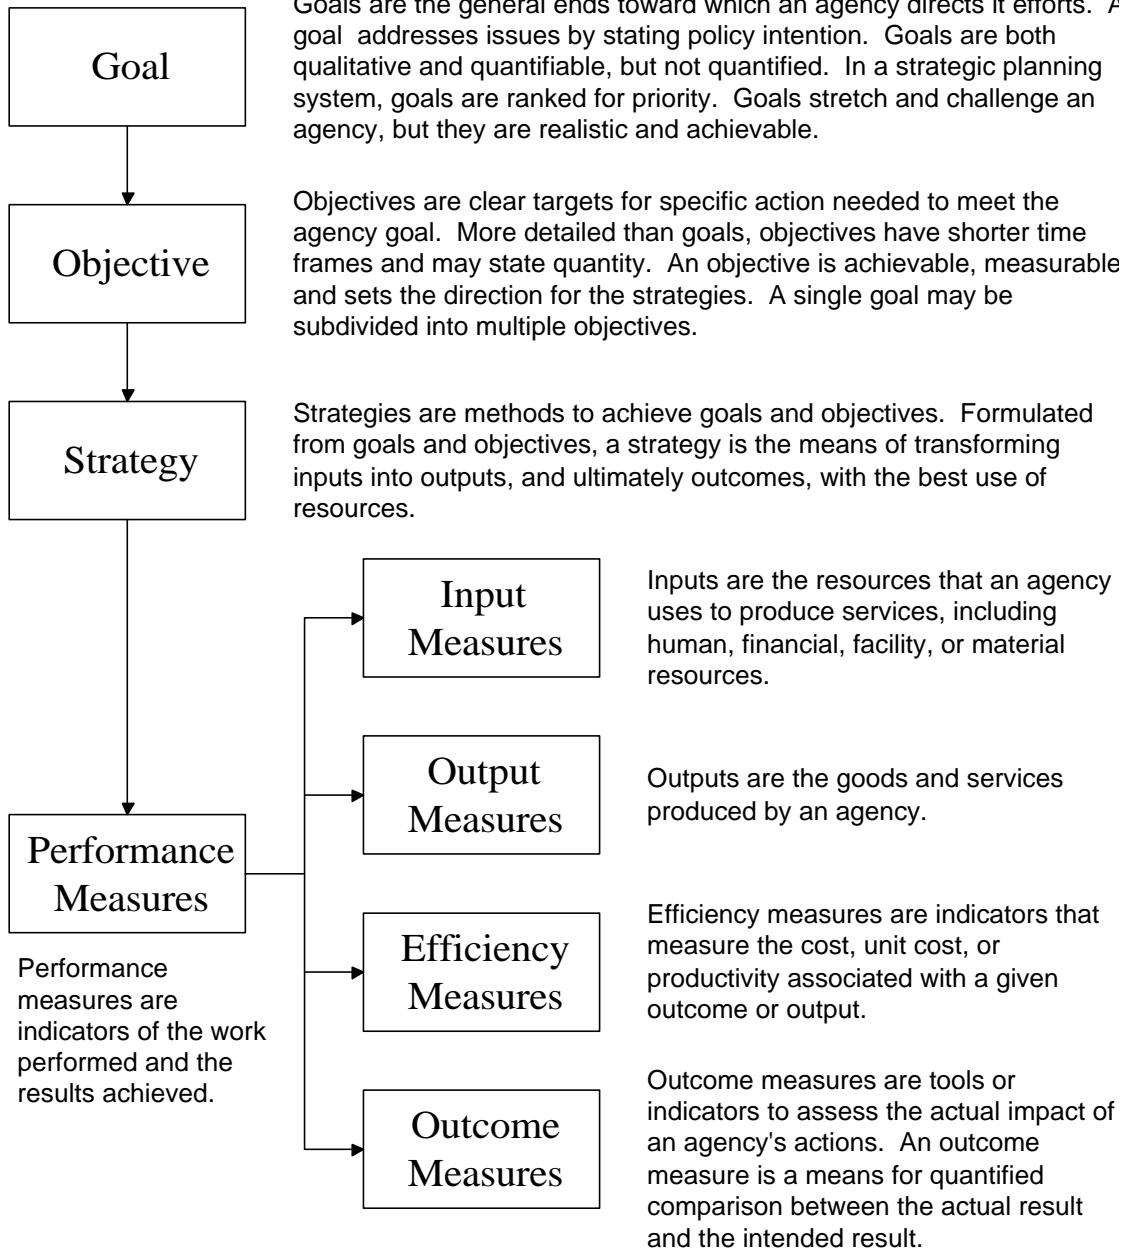 Goals are the general ends toward which an agency directs it efforts. A
goal addresses issues by stating policy intention. Goals are both
qualitative and quantifiable, but not quantified. In a strategic planning
system, goals are ranked for priority. Goals stretch and challenge an
agency, but they are realistic and achievable.
Goal
Objectives are clear targets for specific action needed to meet the
agency goal. More detailed than goals, objectives have shorter time
frames and may state quantity. An objective is achievable, measurable
and sets the direction for the strategies. A single goal may be
subdivided into multiple objectives.
Objective
Strategies are methods to achieve goals and objectives. Formulated
from goals and objectives, a strategy is the means of transforming
inputs into outputs, and ultimately outcomes, with the best use of
resources.
Strategy
Input
Measures
Inputs are the resources that an agency
uses to produce services, including
human, financial, facility, or material
resources.
Output
Measures
Outputs are the goods and services
produced by an agency.
Performance
Measures
Performance
measures are
indicators of the work
performed and the
results achieved.
Efficiency
Measures
Efficiency measures are indicators that
measure the cost, unit cost, or
productivity associated with a given
outcome or output.
Outcome
Measures
Outcome measures are tools or
indicators to assess the actual impact of
an agency's actions. An outcome
measure is a means for quantified
comparison between the actual result
and the intended result.